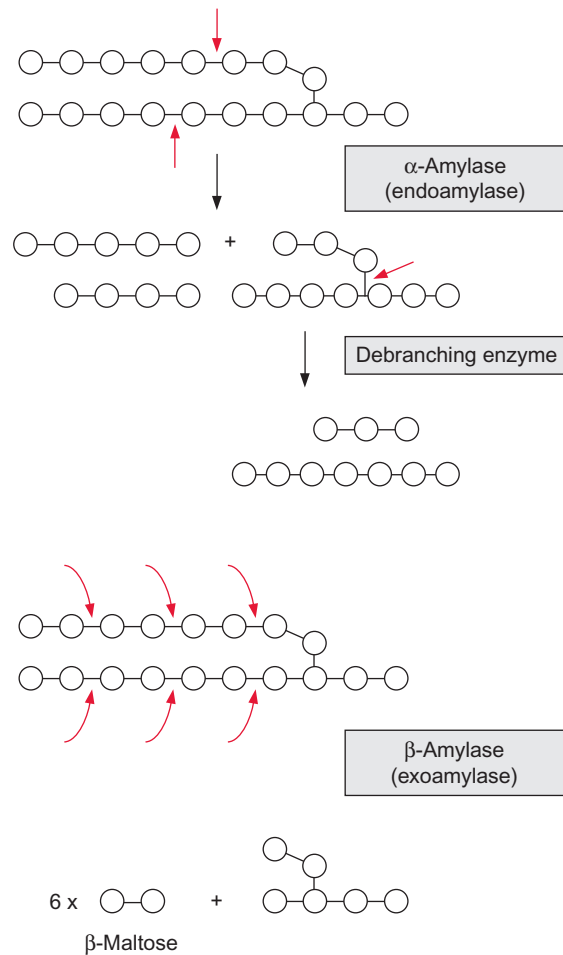 α-Amylase
(endoamylase)
+
Debranching enzyme
β-Amylase
(exoamylase)
6 x
+
β-Maltose